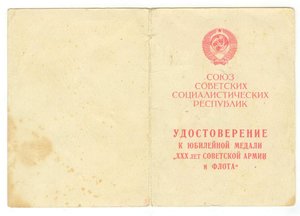 СОЮЗ
СОВЕТСКИХ
СОЦИАЛИСТИЧЕСКИХ
РЕСПУБЛИК
УДОСТОВЕРЕНИЕ
К ЮБИЛЕЙНОЙ МЕДАЛИ
„XXX ЛЕТ СОВЕТСКОЙ АРМИИ
и ФЛОТА“